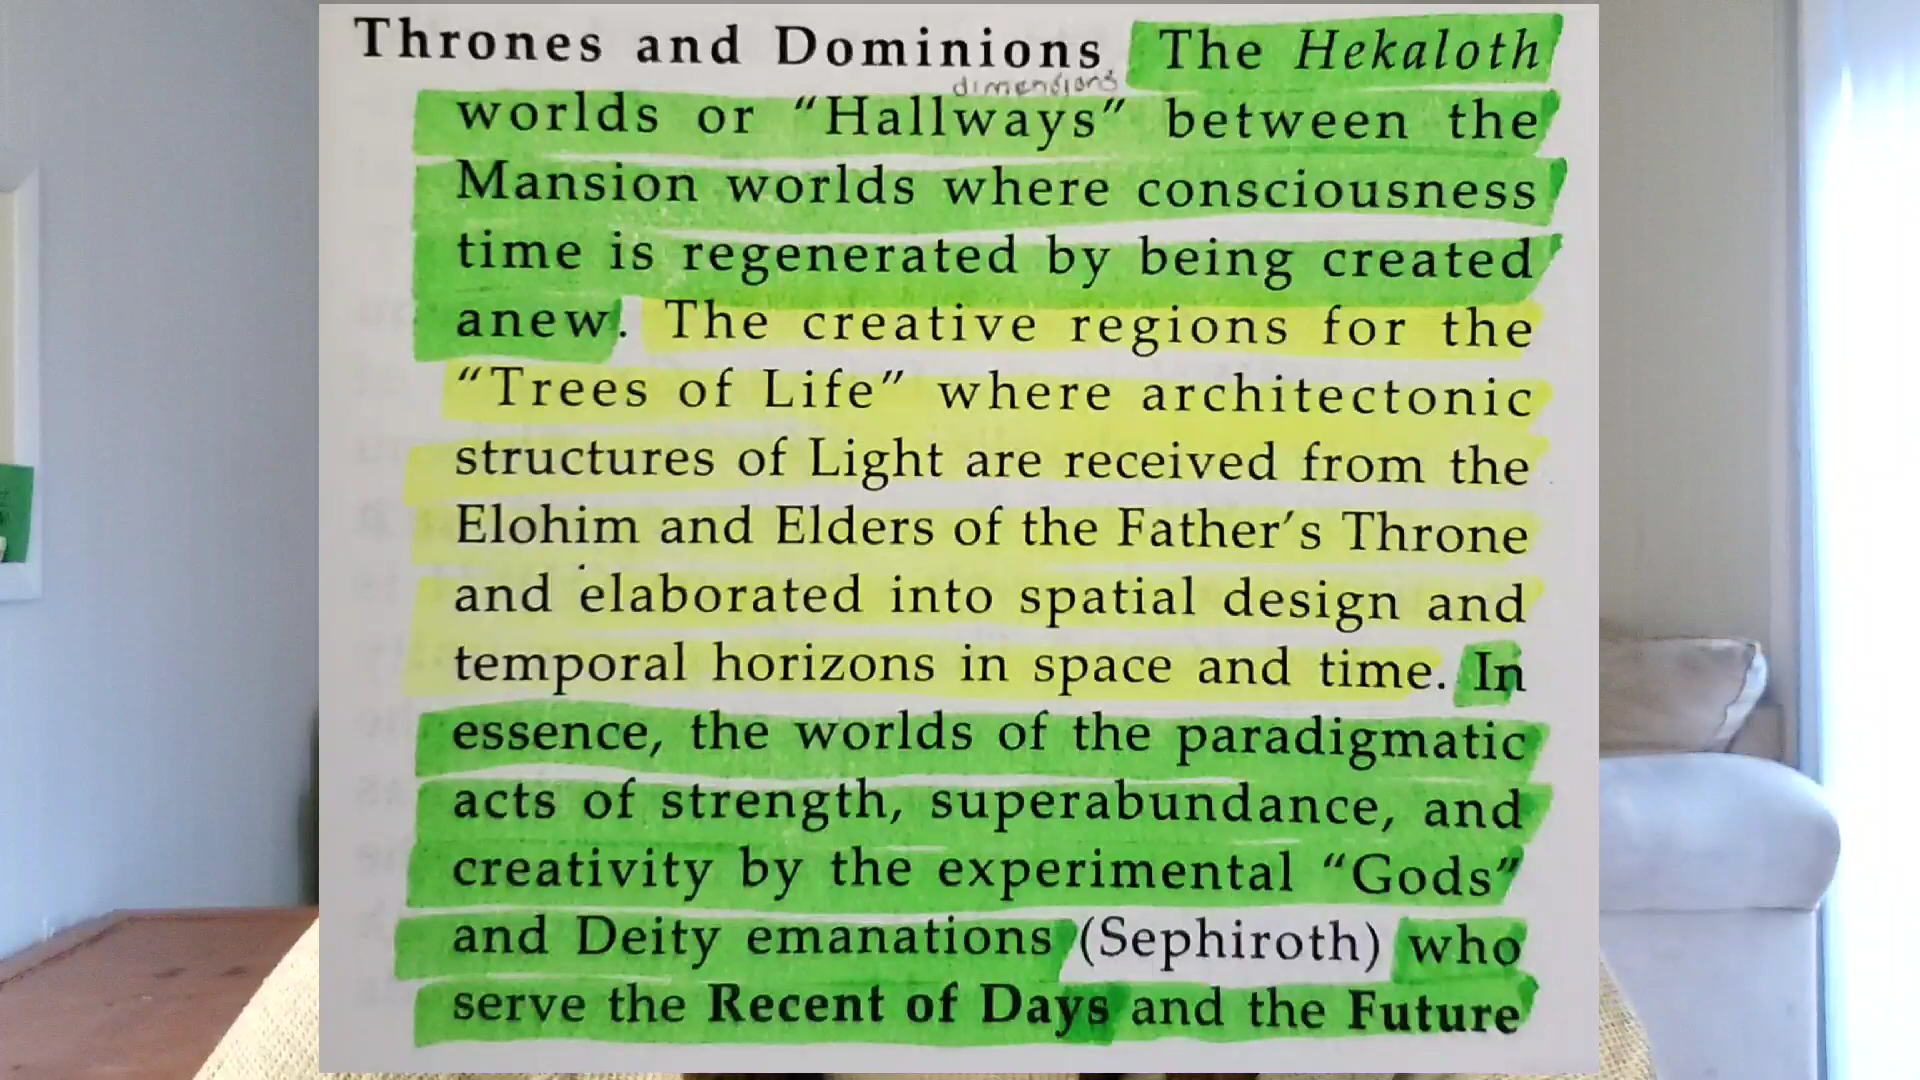 Thrones and Dominions The Hekaloth
dimensions
worlds or “Hallways” between the
Mansion worlds where consciousness
time is regenerated by being created
anew. The creative regions for the
“Trees of Life” where architectonic
structures of Light are received from the
Elohim and Elders of the Father’s Throne
and elaborated into spatial design and
temporal horizons in space and time. In
essence, the worlds of the paradigmatic
acts of strength, superabundance, and
creativity by the experimental “Gods”
and Deity emanations (Sephiroth) who
serve the Recent of Days and the Future